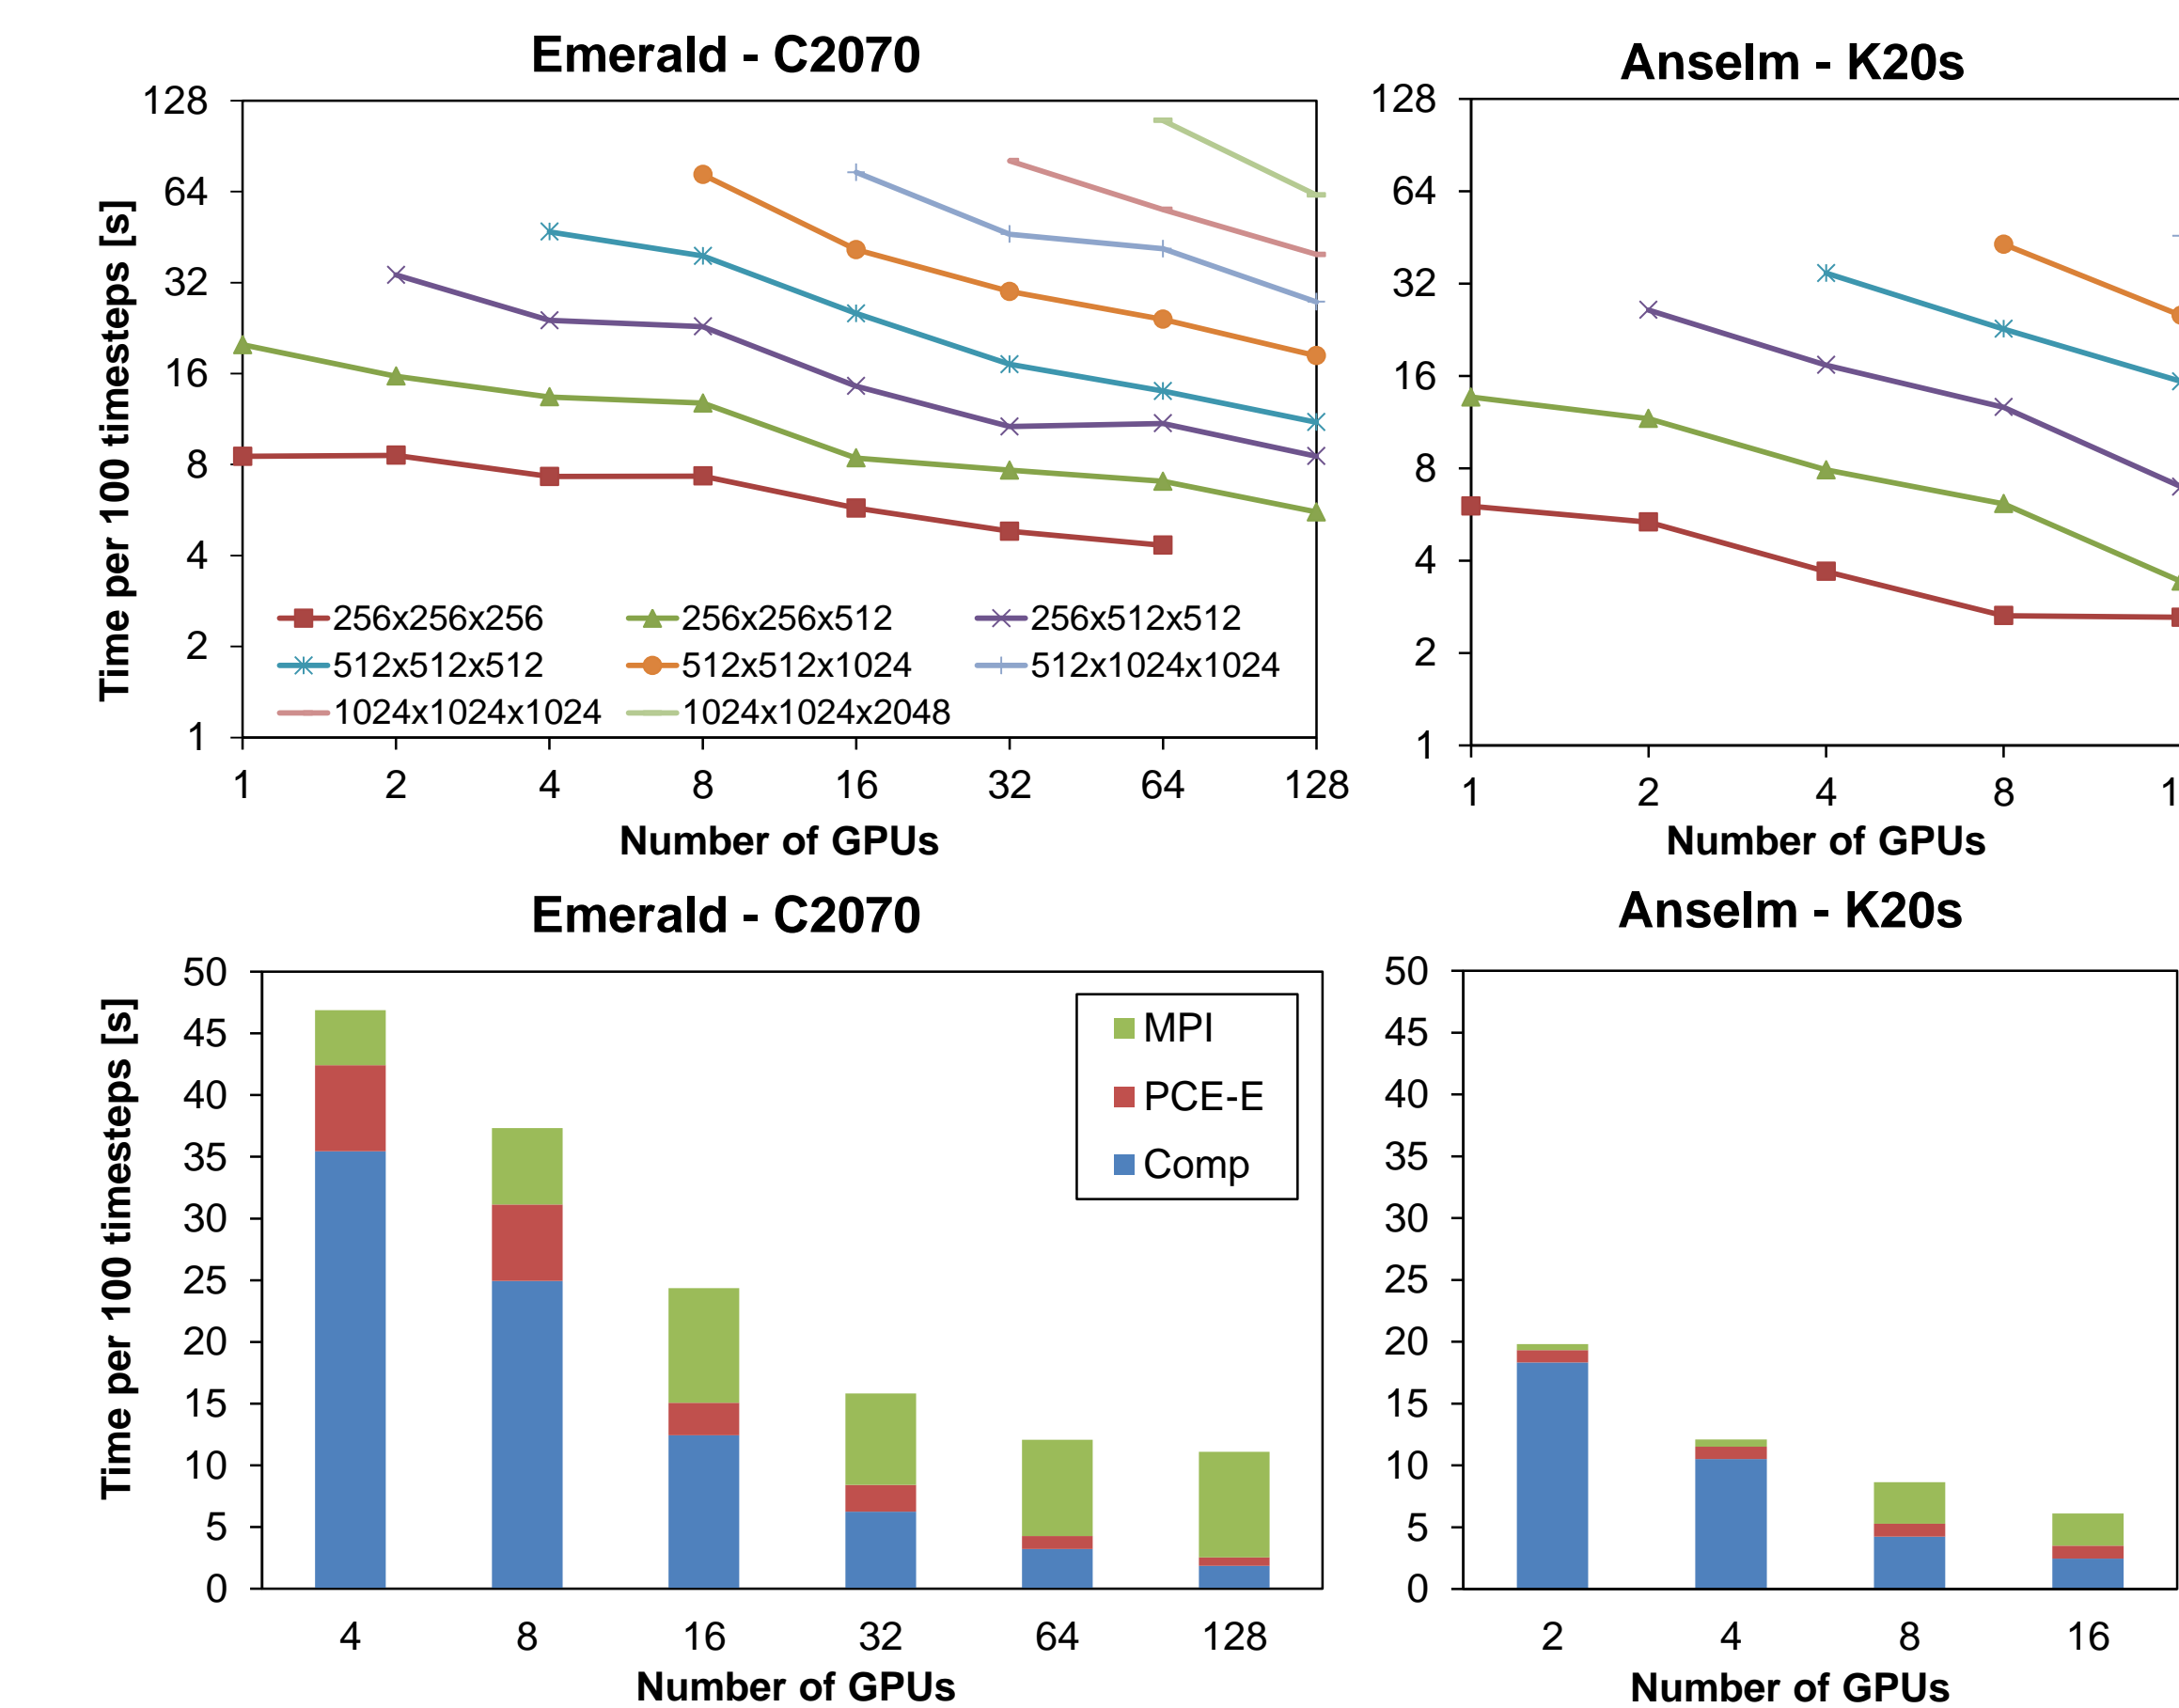 Emerald - C2070
Time per 100 timesteps [s]
128
64
32
16
8
4
2
1
256x256x256
256x256x512
256x512x512
512x512x512
512x512x1024
512x1024x1024
1024x1024x1024
1024x1024x2048
1 2 4 8 16 32 64 128
Number of GPUs
Anselm - K20s
128
64
32
16
8
4
2
1
1 2 4 8 1
Number of GPUs
Emerald - C2070
Time per 100 timesteps [s]
50
45
40
35
30
25
20
15
10
5
0
MPI
PCE-E
Comp
4 8 16 32 64 128
Number of GPUs
Anselm - K20s
50
45
40
35
30
25
20
15
10
5
0
2 4 8 16
Number of GPUs